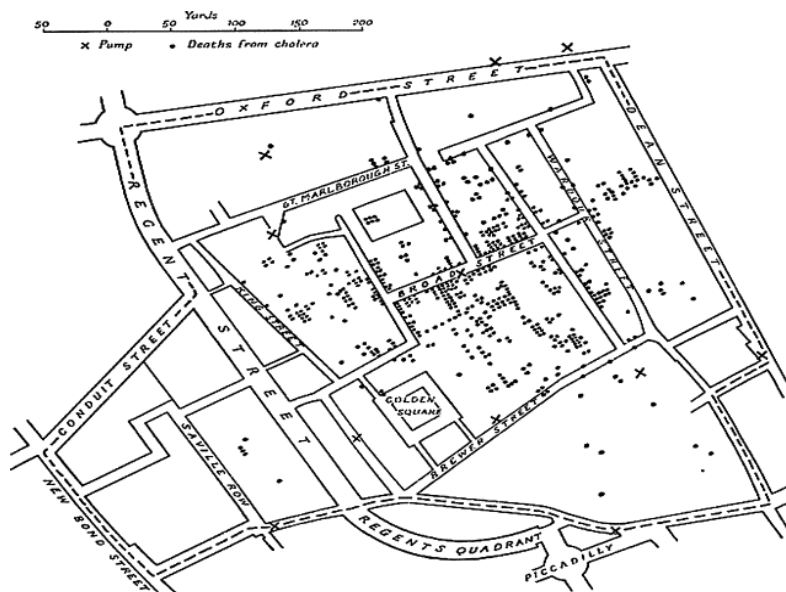 Yards
50 0 50 100 150 200
× Pump • Deaths from cholera
OXFORD STREET
DEAN STREET
REGENT STREET
GT. MARLBOROUGH ST.
WARDOUR STREET
BROAD STREET
KING STREET
CONDUIT STREET
GOLDEN SQUARE
BREWER STREET
SAVILLE ROW
NEW BOND STREET
REGENTS QUADRANT
PICCADILLY